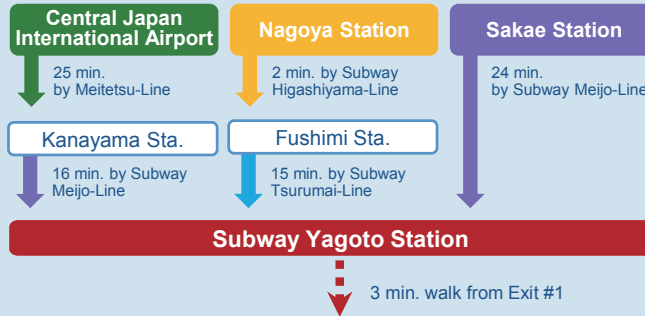 Central Japan
International Airport
Nagoya Station
Sakae Station
25 min.
by Meitetsu-Line
2 min. by Subway
Higashiyama-Line
24 min.
by Subway Meijo-Line
Kanayama Sta.
Fushimi Sta.
16 min. by Subway
Meijo-Line
15 min. by Subway
Tsurumai-Line
Subway Yagoto Station
3 min. walk from Exit #1